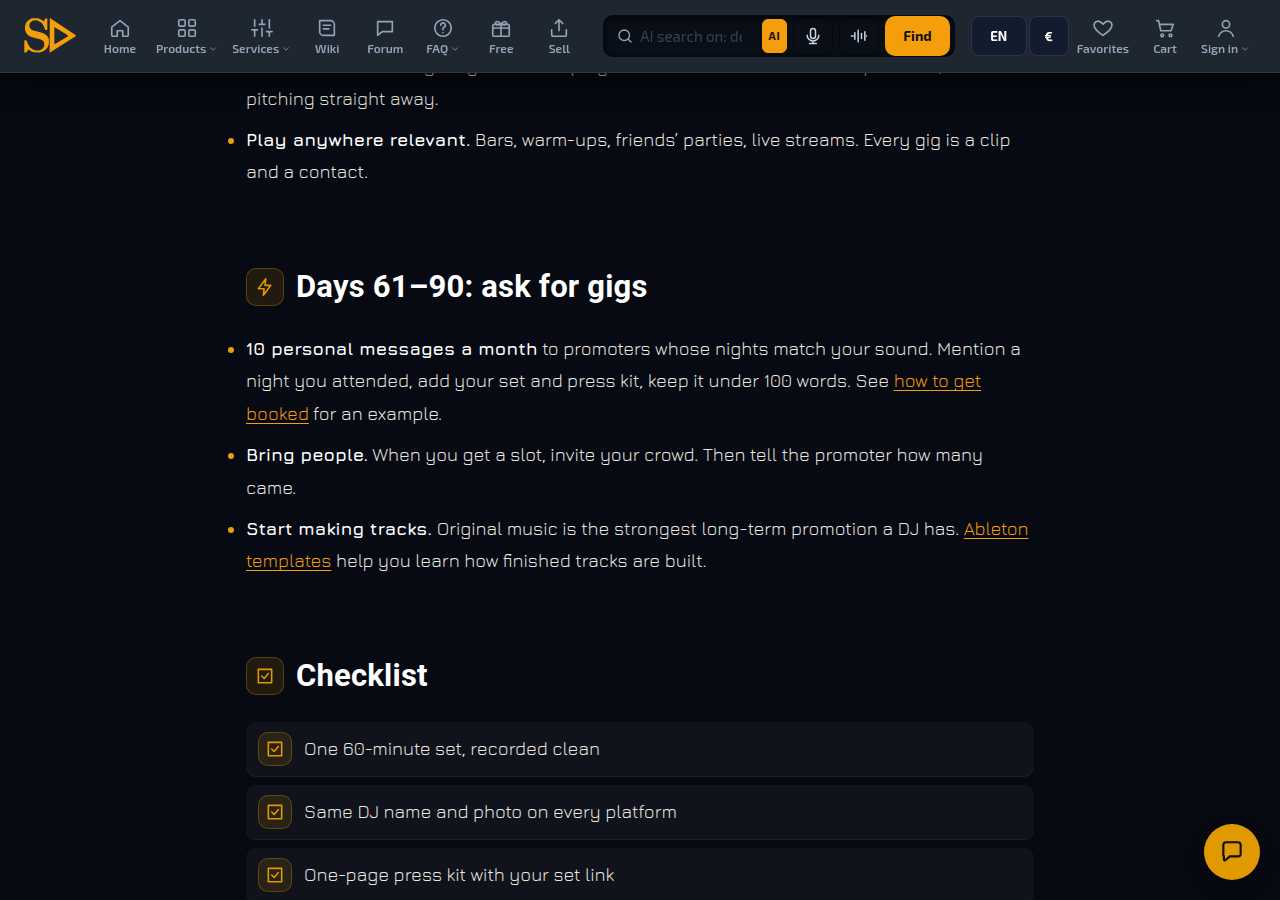 SD
Home
Products
Services
Wiki
Forum
FAQ
Free
Sell
AI search on: d
AI
Find
EN
€
Favorites
Cart
Sign in
pitching straight away.
Play anywhere relevant. Bars, warm-ups, friends’ parties, live streams. Every gig is a clip
and a contact.
Days 61–90: ask for gigs
10 personal messages a month to promoters whose nights match your sound. Mention a
night you attended, add your set and press kit, keep it under 100 words. See how to get
booked for an example.
Bring people. When you get a slot, invite your crowd. Then tell the promoter how many
came.
Start making tracks. Original music is the strongest long-term promotion a DJ has. Ableton
templates help you learn how finished tracks are built.
Checklist
One 60-minute set, recorded clean
Same DJ name and photo on every platform
One-page press kit with your set link